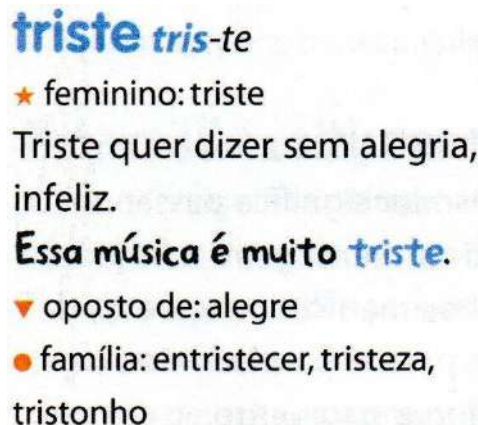 triste tris-te
★ feminino: triste
Triste quer dizer sem alegria,
infeliz.
Essa música é muito triste.
▼ oposto de: alegre
● família: entristecer, tristeza,
tristonho